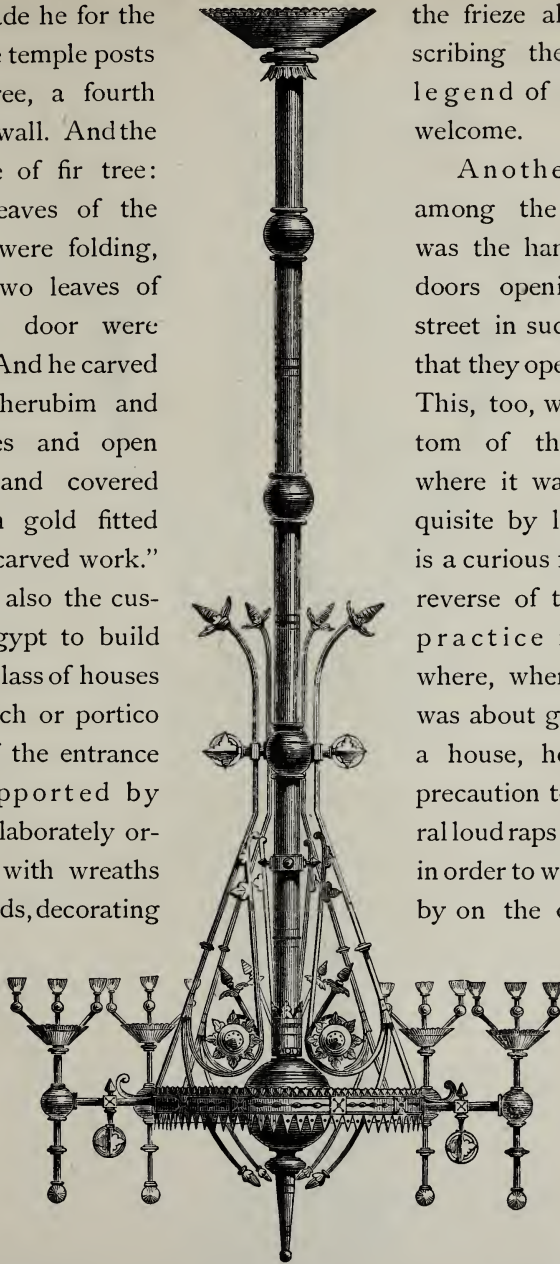 ade he for the
temple posts
ree, a fourth
wall. And the
e of fir tree:
eaves of the
were folding,
wo leaves of
door were
And he carved
herubim and
es and open
and covered
gold fitted
carved work.”
also the cus-
gypt to build
lass of houses
ch or portico
f the entrance
pported by
laborately or-
with wreaths
ds, decorating
the frieze al
scribing the
legend of
welcome.
Anothe
among the
was the han
doors openi
street in suc
that they ope
This, too, w
tom of th
where it wa
quisite by l
is a curious
reverse of t
practice
where, when
was about g
a house, he
precaution t
ral loud raps
in order to w
by on the